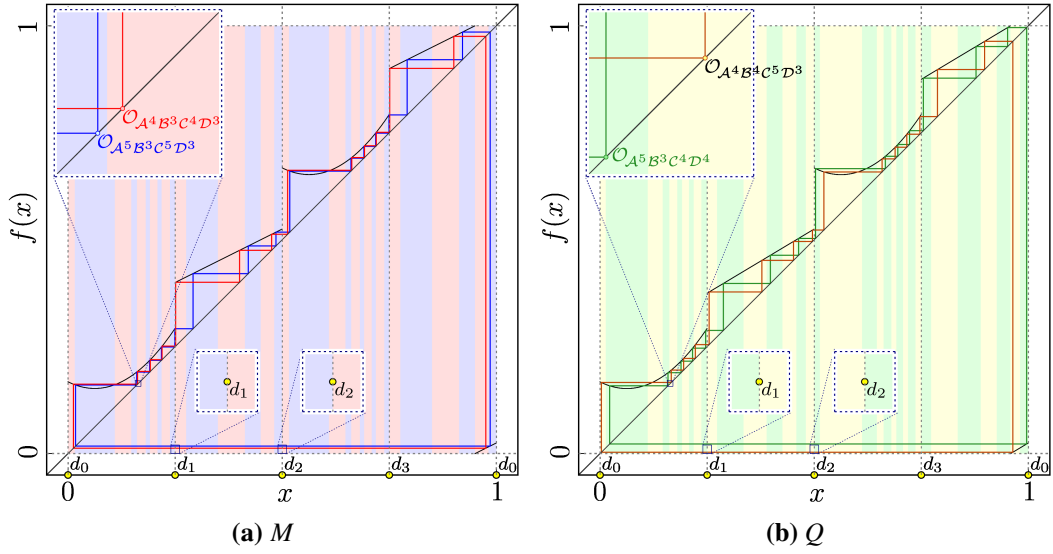 1
f(x)
0
𝒪_{𝒜^4ℬ^3𝒞^4𝒟^3}
𝒪_{𝒜^5ℬ^3𝒞^5𝒟^3}
d_1
d_2
d_0 d_1 d_2 d_3 d_0
0 x 1
(a) M
1
f(x)
0
𝒪_{𝒜^4ℬ^4𝒞^5𝒟^3}
𝒪_{𝒜^5ℬ^3𝒞^4𝒟^4}
d_1
d_2
d_0 d_1 d_2 d_3 d_0
0 x 1
(b) Q